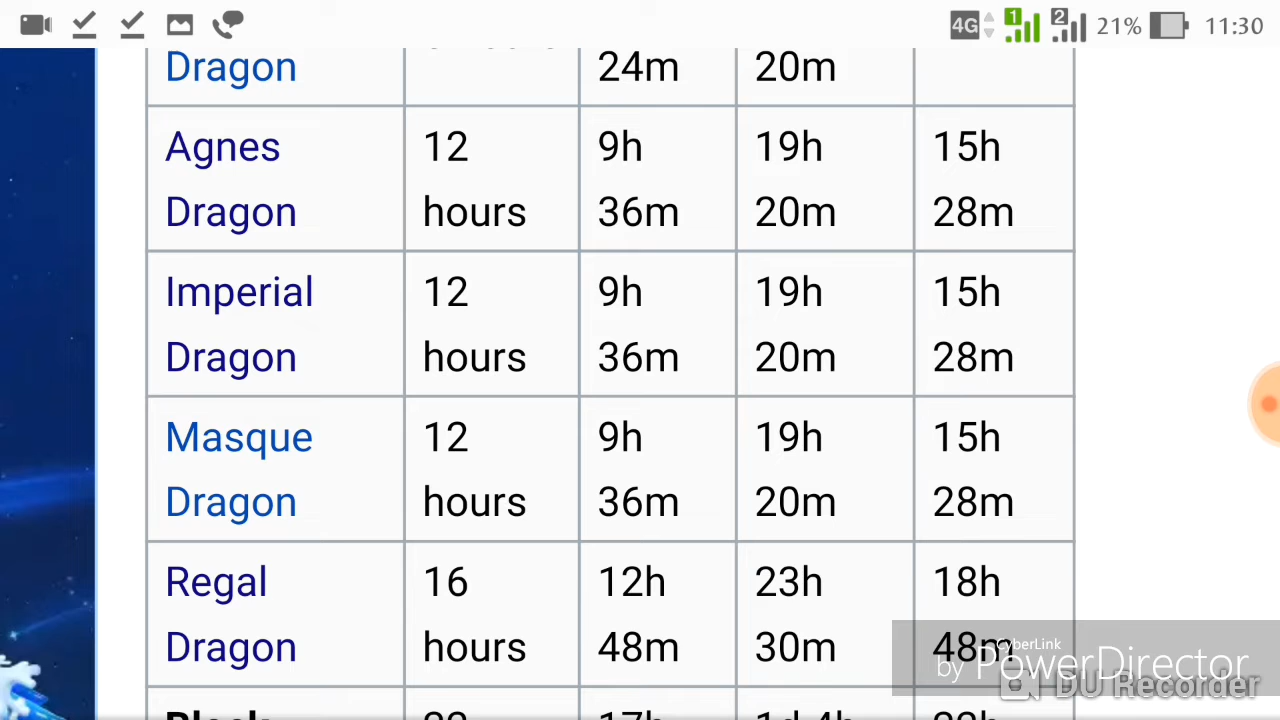 4G 1 2 21% 11:30
Dragon 24m 20m
Agnes 12 9h 19h 15h
Dragon hours 36m 20m 28m
Imperial 12 9h 19h 15h
Dragon hours 36m 20m 28m
Masque 12 9h 19h 15h
Dragon hours 36m 20m 28m
Regal 16 12h 23h 18h
Dragon hours 48m 30m 48m
CyberLink
by PowerDirector
DU Recorder